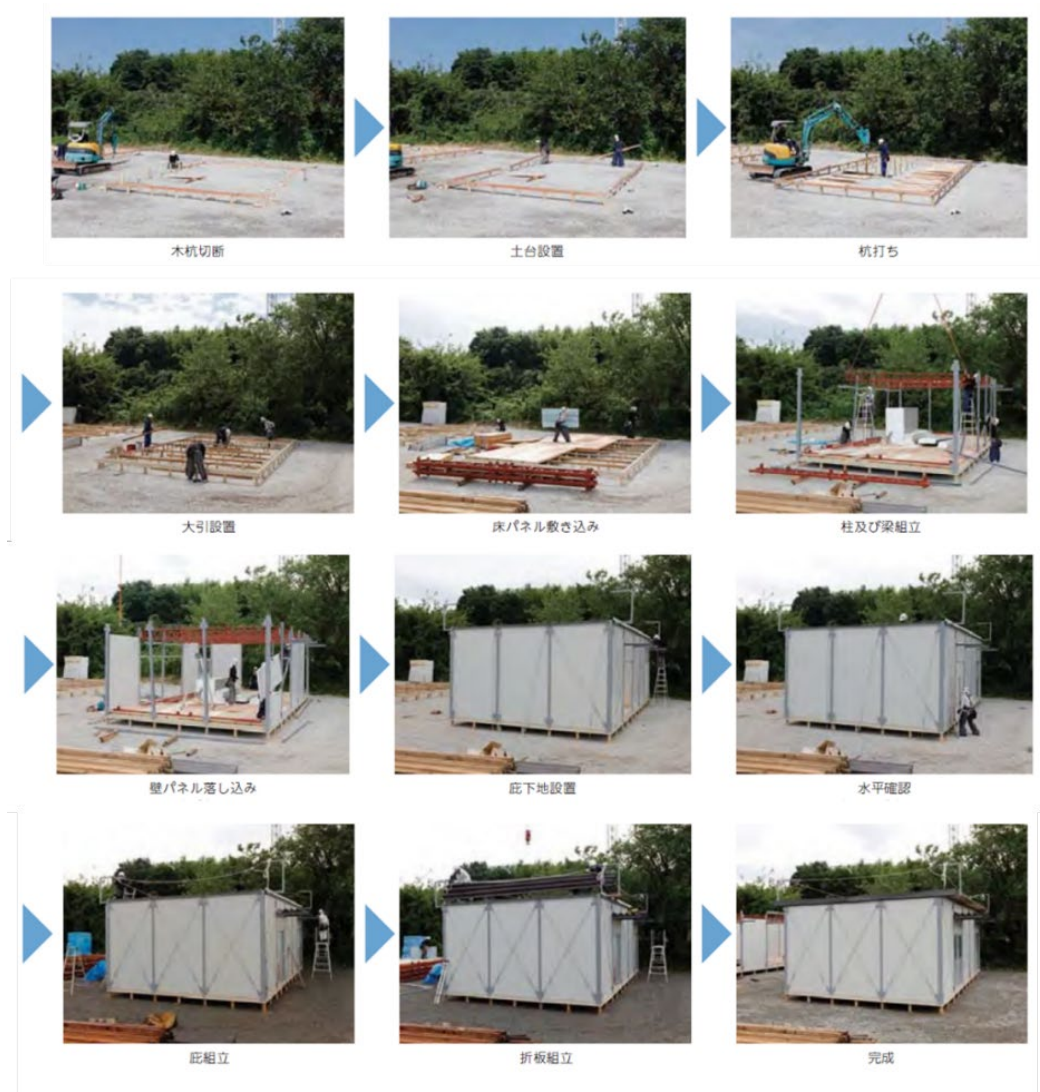 木杭切断
土台設置
杭打ち
大引設置
床パネル敷き込み
柱及び梁組立
壁パネル落し込み
庇下地設置
水平確認
庇組立
折板組立
完成